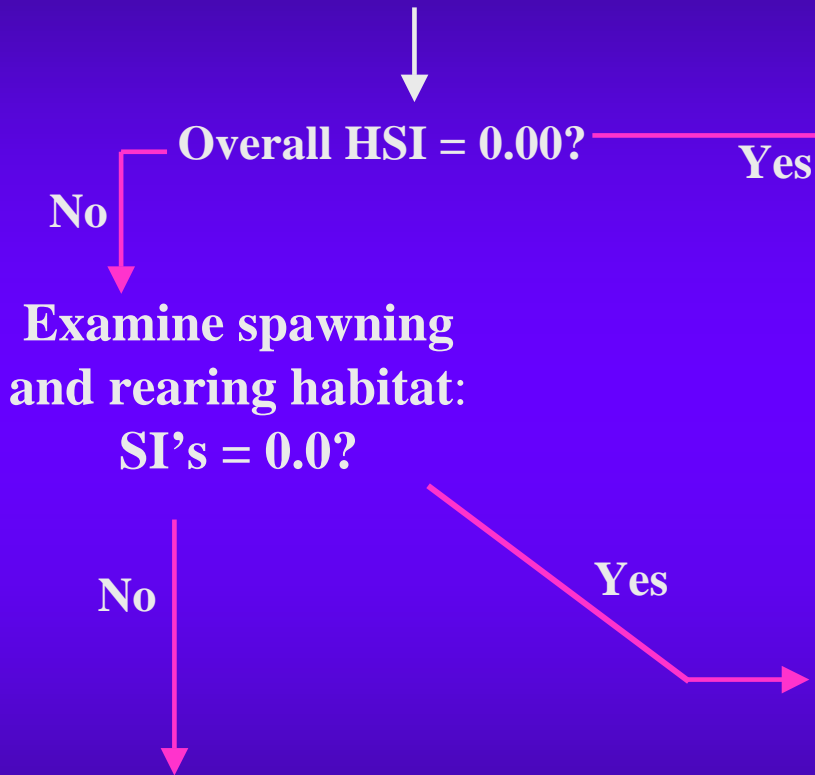 Overall HSI = 0.00?
Yes
No
Examine spawning
and rearing habitat:
SI’s = 0.0?
No
Yes